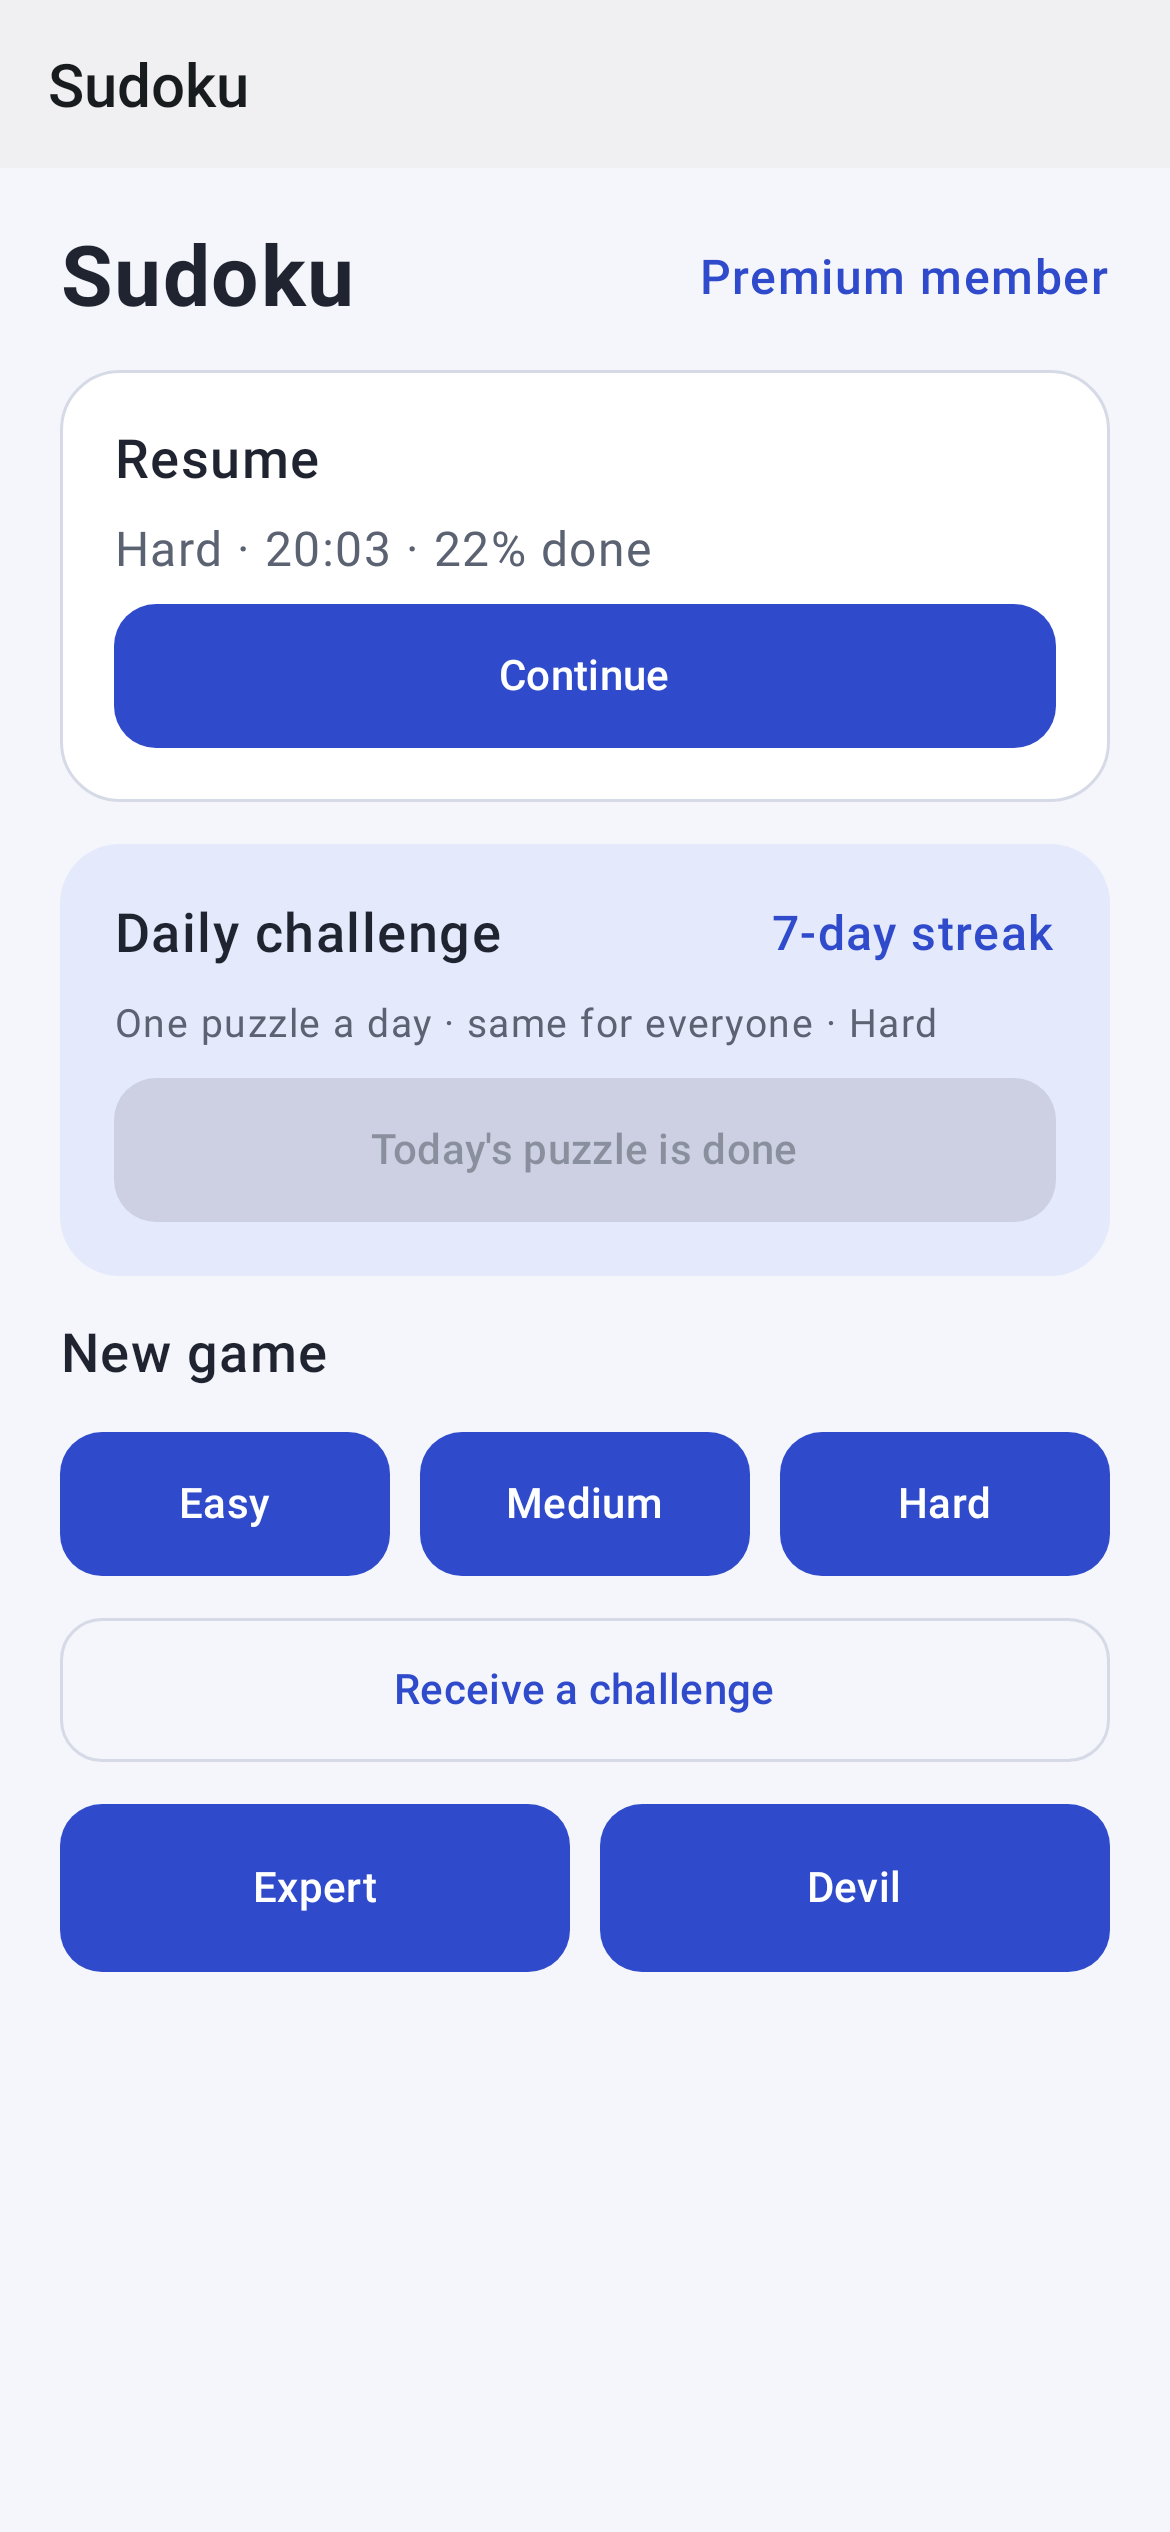 Sudoku
Sudoku
Premium member
Resume
Hard · 20:03 · 22% done
Continue
Daily challenge
7-day streak
One puzzle a day · same for everyone · Hard
Today's puzzle is done
New game
Easy
Medium
Hard
Receive a challenge
Expert
Devil